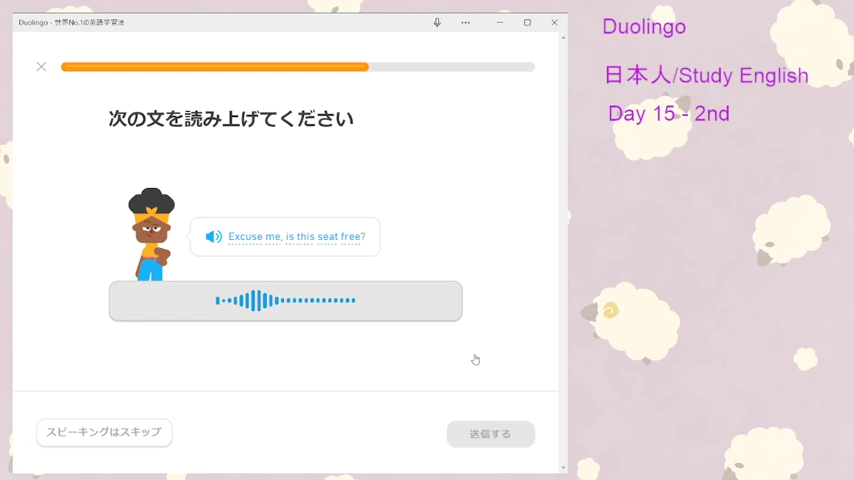 Duolingo - 世界No.1の英語学習法
次の文を読み上げてください
Excuse me, is this seat free?
スピーキングはスキップ
送信する
Duolingo
日本人/Study English
Day 15 - 2nd